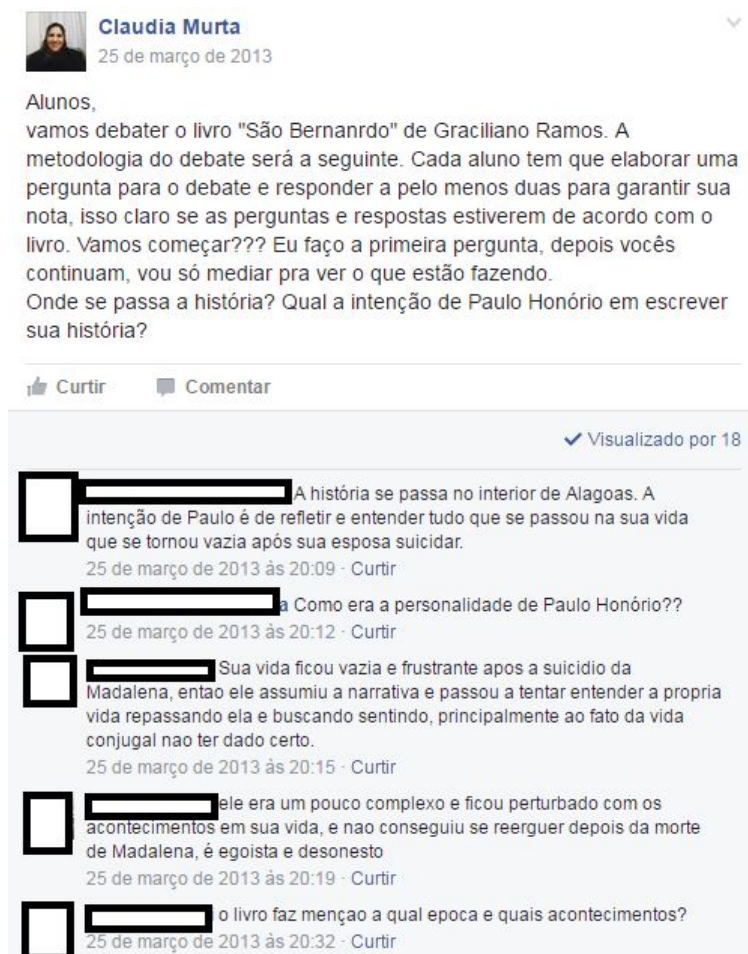 Claudia Murta
25 de março de 2013
Alunos,
vamos debater o livro "São Bernanrdo" de Graciliano Ramos. A
metodologia do debate será a seguinte. Cada aluno tem que elaborar uma
pergunta para o debate e responder a pelo menos duas para garantir sua
nota, isso claro se as perguntas e respostas estiverem de acordo com o
livro. Vamos começar??? Eu faço a primeira pergunta, depois vocês
continuam, vou só mediar pra ver o que estão fazendo.
Onde se passa a história? Qual a intenção de Paulo Honório em escrever
sua história?
Curtir Comentar
Visualizado por 18
A história se passa no interior de Alagoas. A
intenção de Paulo é de refletir e entender tudo que se passou na sua vida
que se tornou vazia após sua esposa suicidar.
25 de março de 2013 às 20:09 · Curtir
a Como era a personalidade de Paulo Honório??
25 de março de 2013 às 20:12 · Curtir
Sua vida ficou vazia e frustrante apos a suicidio da
Madalena, entao ele assumiu a narrativa e passou a tentar entender a propria
vida repassando ela e buscando sentindo, principalmente ao fato da vida
conjugal nao ter dado certo.
25 de março de 2013 às 20:15 · Curtir
ele era um pouco complexo e ficou perturbado com os
acontecimentos em sua vida, e nao conseguiu se reerguer depois da morte
de Madalena, é egoista e desonesto
25 de março de 2013 às 20:19 · Curtir
o livro faz mençao a qual epoca e quais acontecimentos?
25 de março de 2013 às 20:32 · Curtir